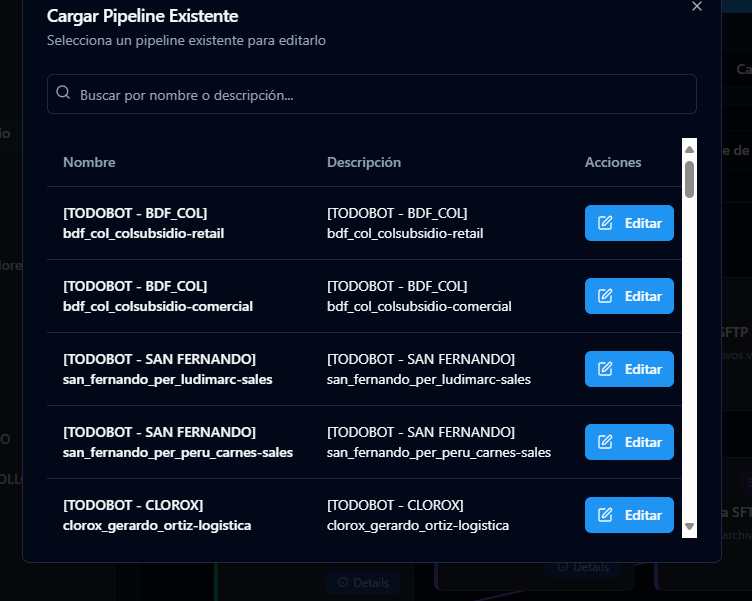 Cargar Pipeline Existente
Selecciona un pipeline existente para editarlo
Buscar por nombre o descripción...
Nombre Descripción Acciones
[TODOBOT - BDF_COL]
bdf_col_colsubsidio-retail
[TODOBOT - BDF_COL]
bdf_col_colsubsidio-retail
Editar
[TODOBOT - BDF_COL]
bdf_col_colsubsidio-comercial
[TODOBOT - BDF_COL]
bdf_col_colsubsidio-comercial
Editar
[TODOBOT - SAN FERNANDO]
san_fernando_per_ludimarc-sales
[TODOBOT - SAN FERNANDO]
san_fernando_per_ludimarc-sales
Editar
[TODOBOT - SAN FERNANDO]
san_fernando_per_peru_carnes-sales
[TODOBOT - SAN FERNANDO]
san_fernando_per_peru_carnes-sales
Editar
[TODOBOT - CLOROX]
clorox_gerardo_ortiz-logistica
[TODOBOT - CLOROX]
clorox_gerardo_ortiz-logistica
Editar
e de
SFTP
a SFT
Details
Details